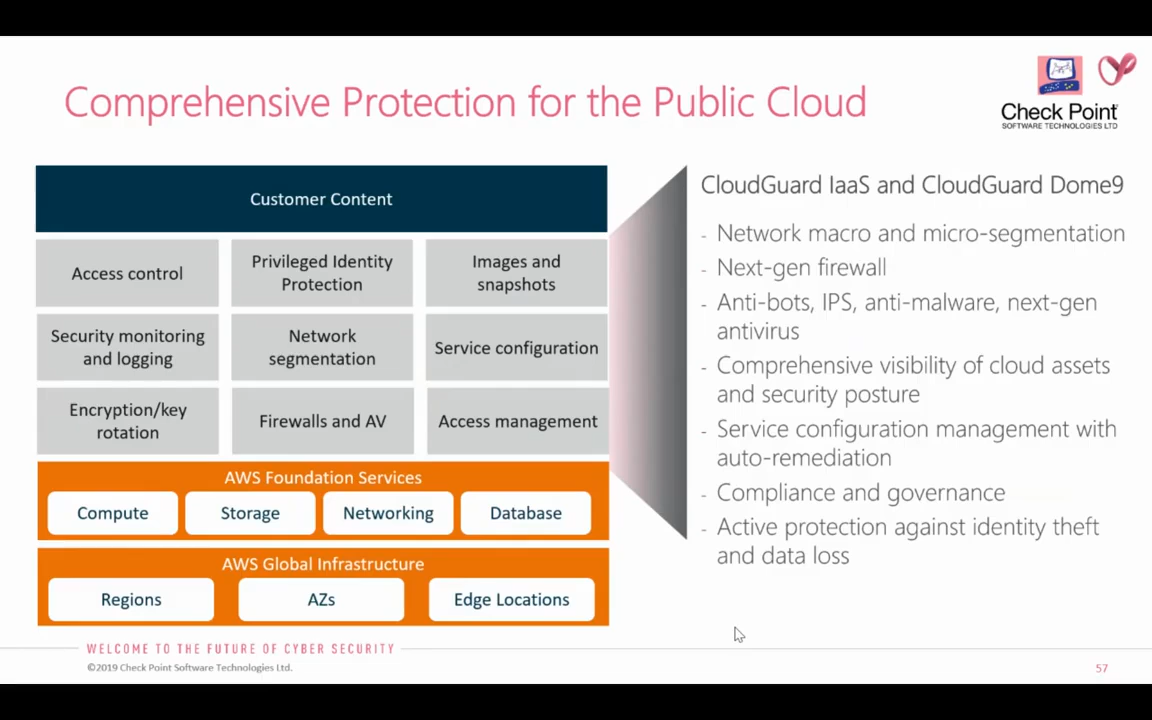 Comprehensive Protection for the Public Cloud
Check Point
SOFTWARE TECHNOLOGIES LTD
Customer Content
Access control
Privileged Identity
Protection
Images and
snapshots
Security monitoring
and logging
Network
segmentation
Service configuration
Encryption/key
rotation
Firewalls and AV
Access management
AWS Foundation Services
Compute
Storage
Networking
Database
AWS Global Infrastructure
Regions
AZs
Edge Locations
CloudGuard IaaS and CloudGuard Dome9
- Network macro and micro-segmentation
- Next-gen firewall
- Anti-bots, IPS, anti-malware, next-gen
antivirus
- Comprehensive visibility of cloud assets
and security posture
- Service configuration management with
auto-remediation
- Compliance and governance
- Active protection against identity theft
and data loss
WELCOME TO THE FUTURE OF CYBER SECURITY
©2019 Check Point Software Technologies Ltd.
57